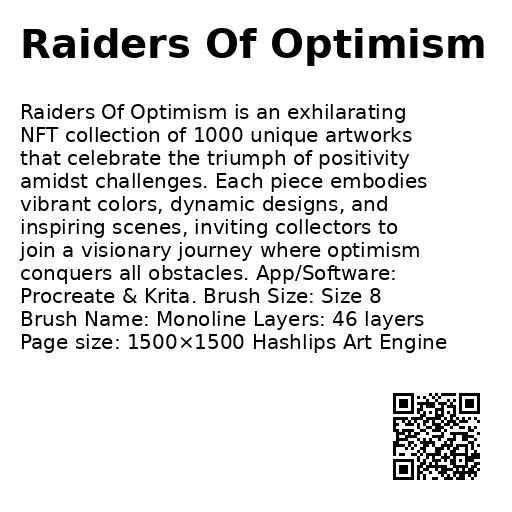 Raiders Of Optimism
Raiders Of Optimism is an exhilarating
NFT collection of 1000 unique artworks
that celebrate the triumph of positivity
amidst challenges. Each piece embodies
vibrant colors, dynamic designs, and
inspiring scenes, inviting collectors to
join a visionary journey where optimism
conquers all obstacles. App/Software:
Procreate & Krita. Brush Size: Size 8
Brush Name: Monoline Layers: 46 layers
Page size: 1500×1500 Hashlips Art Engine